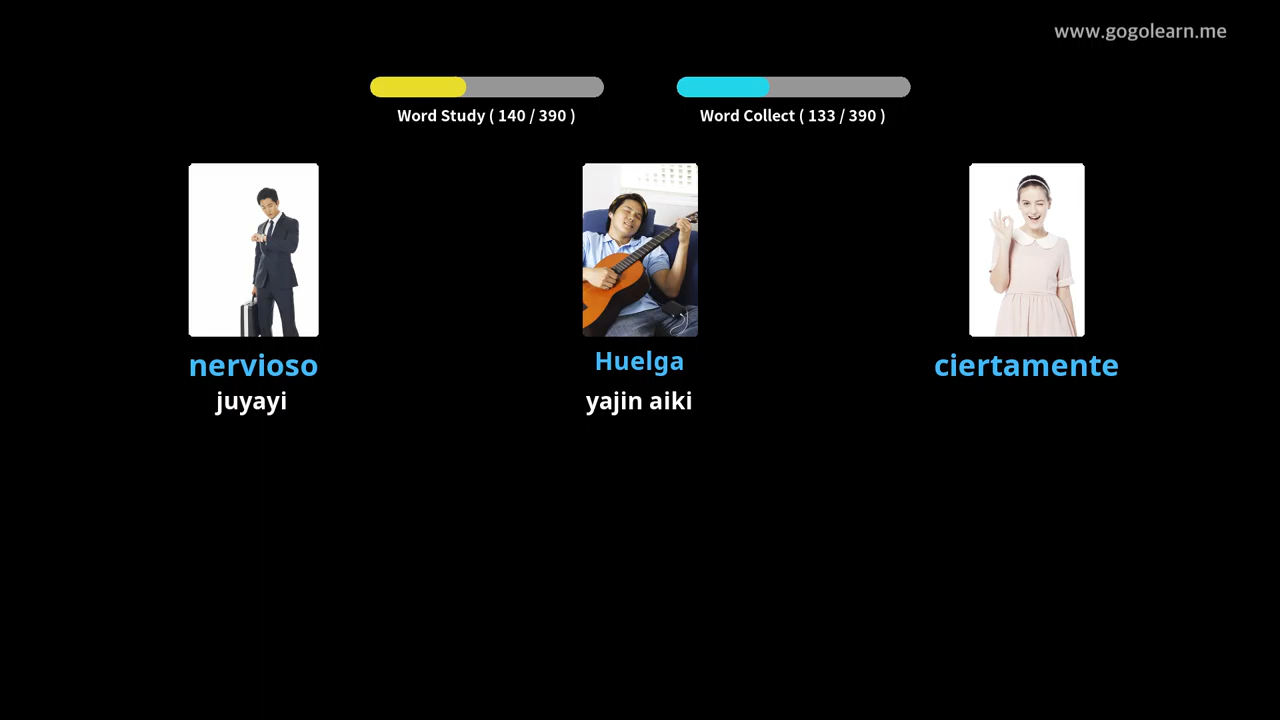 www.gogolearn.me
Word Study ( 140 / 390 )
Word Collect ( 133 / 390 )
nervioso
juyayi
Huelga
yajin aiki
ciertamente